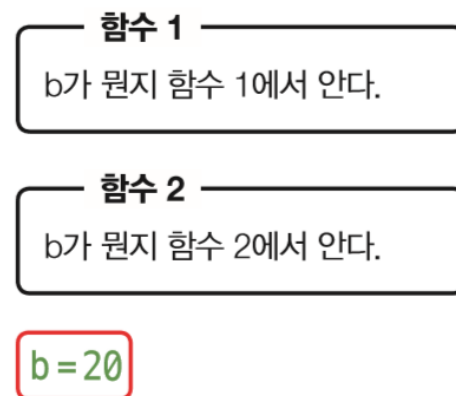 함수 1
b가 뭔지 함수 1에서 안다.
함수 2
b가 뭔지 함수 2에서 안다.
b=20